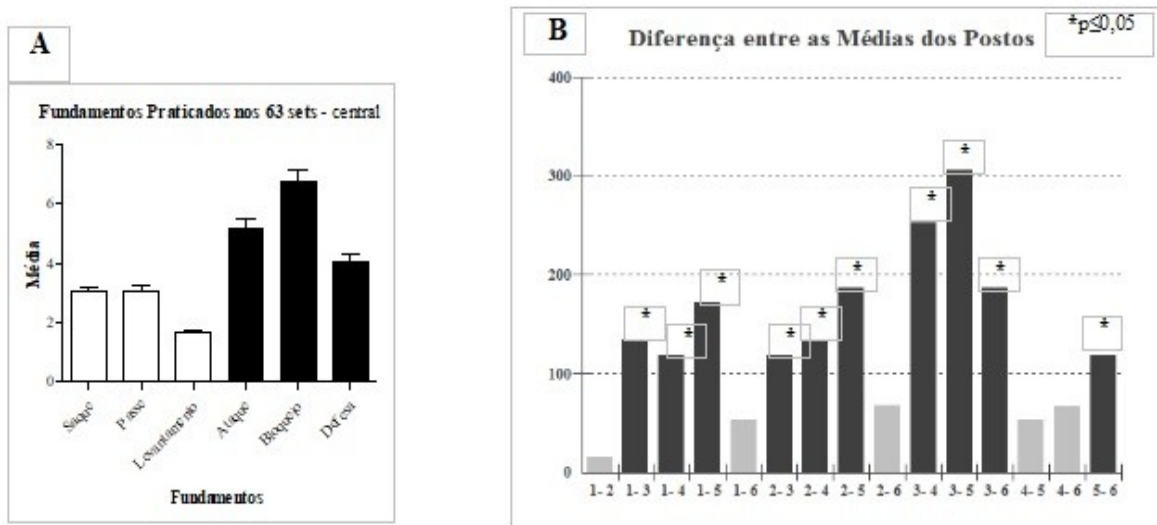 A
Fundamentos Praticados nos 63 sets - central
8
6
4
2
0
Média
Saque
Passe
Levantamento
Ataque
Bloqueio
Defesa
Fundamentos
B
Diferença entre as Médias dos Postos
*p≤0,05
400
300
200
100
0
*
*
*
*
*
*
*
*
*
*
1-2 1-3 1-4 1-5 1-6 2-3 2-4 2-5 2-6 3-4 3-5 3-6 4-5 4-6 5-6